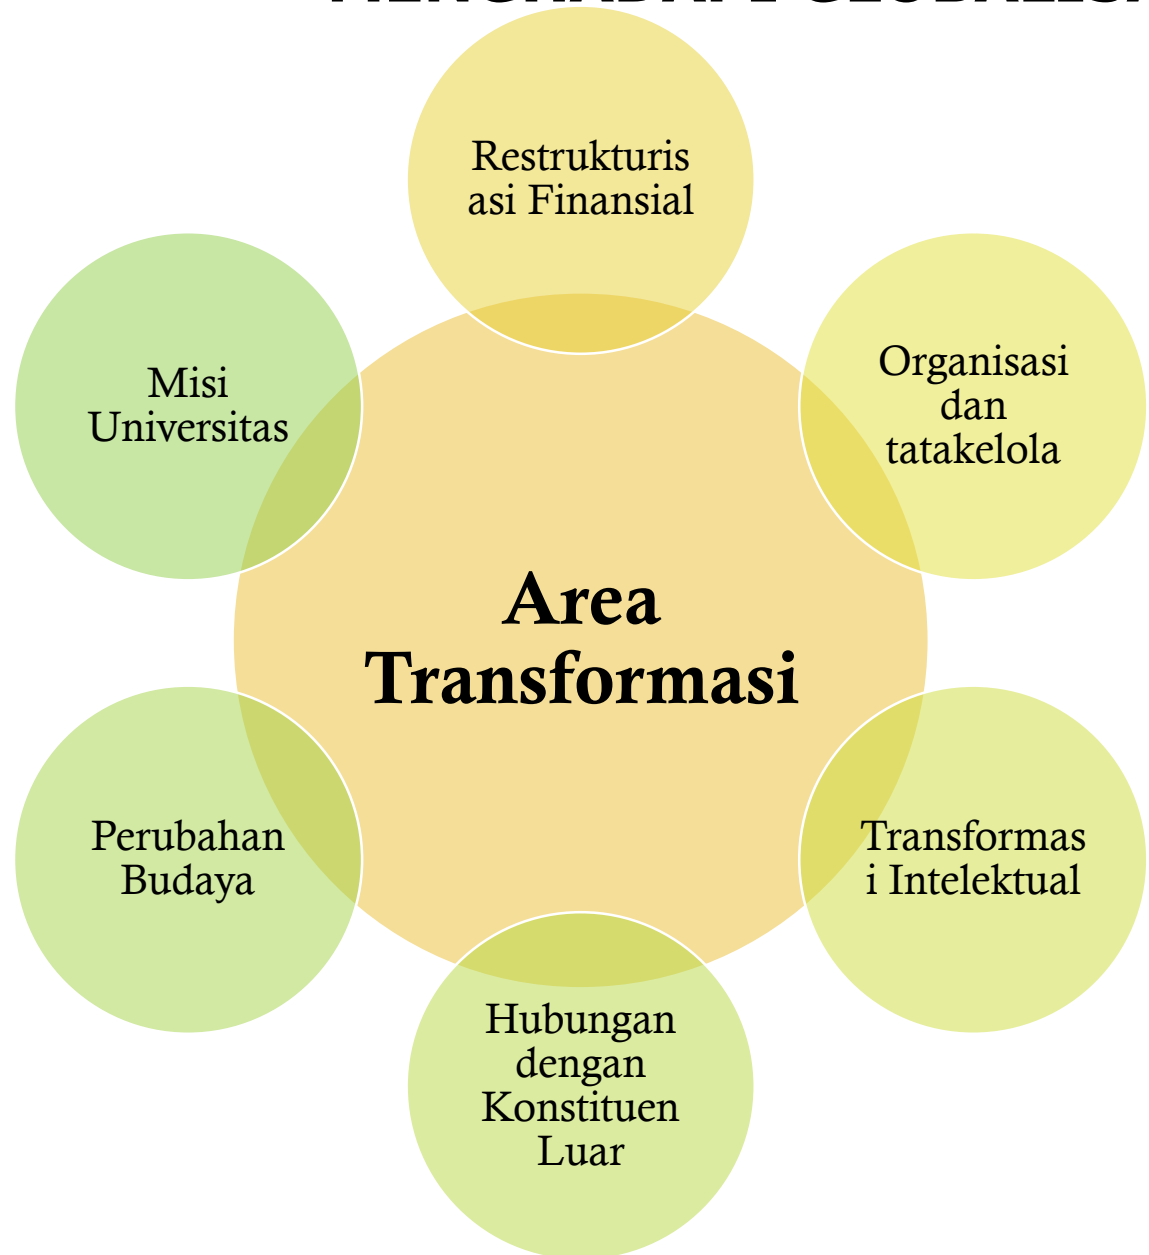 Restrukturis
asi Finansial
Organisasi
dan
tatakelola
Transformas
i Intelektual
Hubungan
dengan
Konstituen
Luar
Perubahan
Budaya
Misi
Universitas
Area
Transformasi